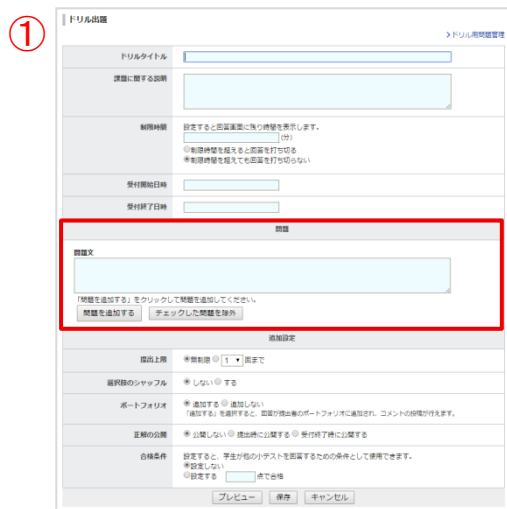 ①
ドリル出題
>ドリル用問題管理
ドリルタイトル
課題に関する説明
制限時間
設定すると回答画面に残り時間を表示します。
(分)
制限時間を超えると回答を打ち切る
制限時間を超えても回答を打ち切らない
受付開始日時
受付終了日時
問題
問題文
「問題を追加する」をクリックして問題を追加してください。
問題を追加する チェックした問題を除外
追加設定
提出上限 無制限 1 回まで
選択肢のシャッフル しない する
ポートフォリオ 追加する 追加しない
「追加する」を選択すると、回答が提出者のポートフォリオに追加され、コメントの投稿が行えます。
正解の公開 公開しない 提出時に公開する 受付終了時に公開する
合格条件 設定すると、学生が他の小テストを回答するための条件として使用できます。
設定しない
設定する 点で合格
プレビュー 保存 キャンセル